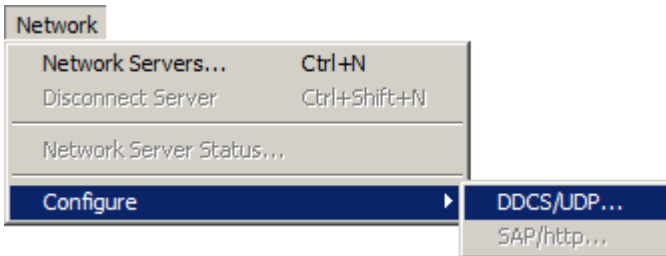 Network
Network Servers... Ctrl+N
Disconnect Server Ctrl+Shift+N
Network Server Status...
Configure DDCS/UDP...
SAP/http...